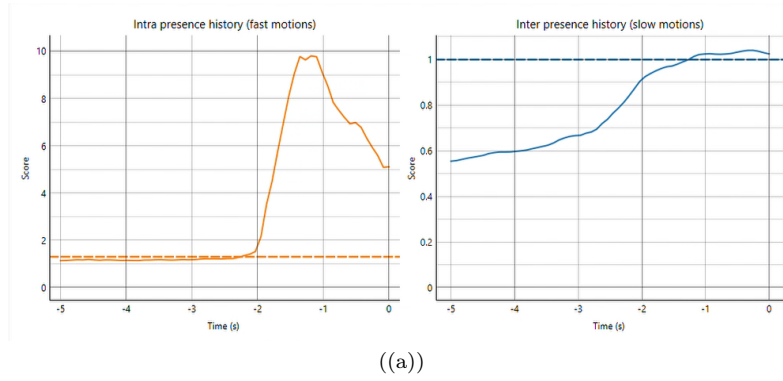 Intra presence history (fast motions)
10
8
6
4
2
0
Score
-5 -4 -3 -2 -1 0
Time (s)
Inter presence history (slow motions)
1
0.8
0.6
0.4
0.2
0
Score
-5 -4 -3 -2 -1 0
Time (s)
((a))